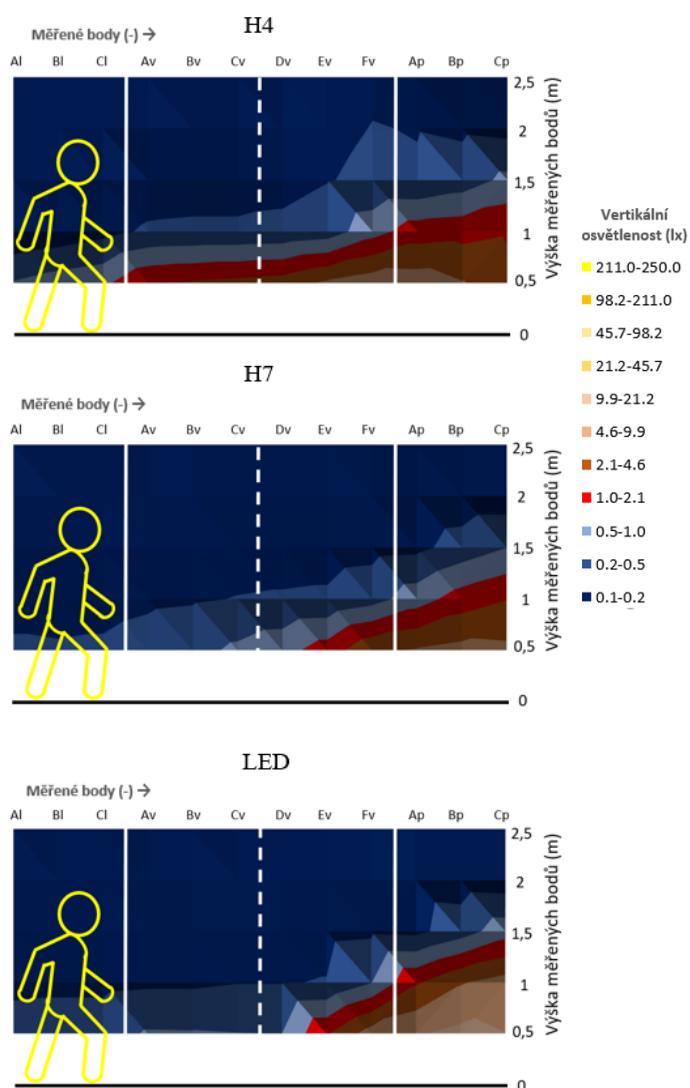 H4
Měřené body (-) →
Al Bl Cl Av Bv Cv Dv Ev Fv Ap Bp Cp
2,5
2
1,5
1
0,5
0
Výška měřených bodů (m)
H7
Měřené body (-) →
Al Bl Cl Av Bv Cv Dv Ev Fv Ap Bp Cp
2,5
2
1,5
1
0,5
0
Výška měřených bodů (m)
LED
Měřené body (-) →
Al Bl Cl Av Bv Cv Dv Ev Fv Ap Bp Cp
2,5
2
1,5
1
0,5
0
Výška měřených bodů (m)
Vertikální
osvětlenost (lx)
211.0-250.0
98.2-211.0
45.7-98.2
21.2-45.7
9.9-21.2
4.6-9.9
2.1-4.6
1.0-2.1
0.5-1.0
0.2-0.5
0.1-0.2